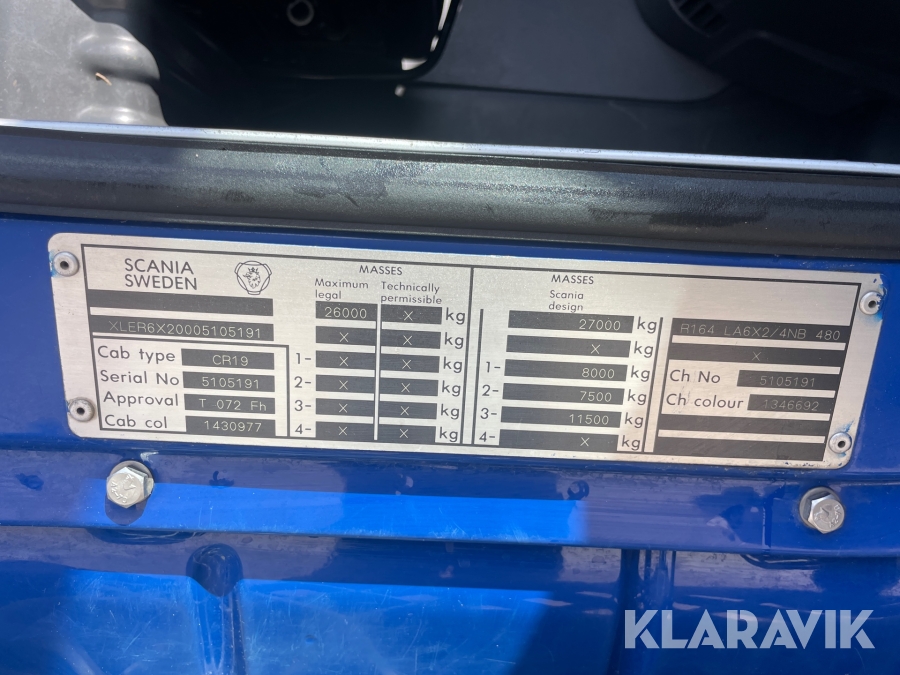 SCANIA
SWEDEN
XLER6X20005105191
Cab type CR19
Serial No 5105191
Approval T 072 Fh
Cab col 1430977
MASSES
Maximum legal Technically permissible
26000 X kg
X X kg
1- X X kg
2- X X kg
3- X X kg
4- X X kg
MASSES
Scania
design
27000 kg
X kg
1- 8000 kg
2- 7500 kg
3- 11500 kg
4- X kg
R164 LA6X2/4NB 480
X
Ch No 5105191
Ch colour 1346692
KLARAVIK